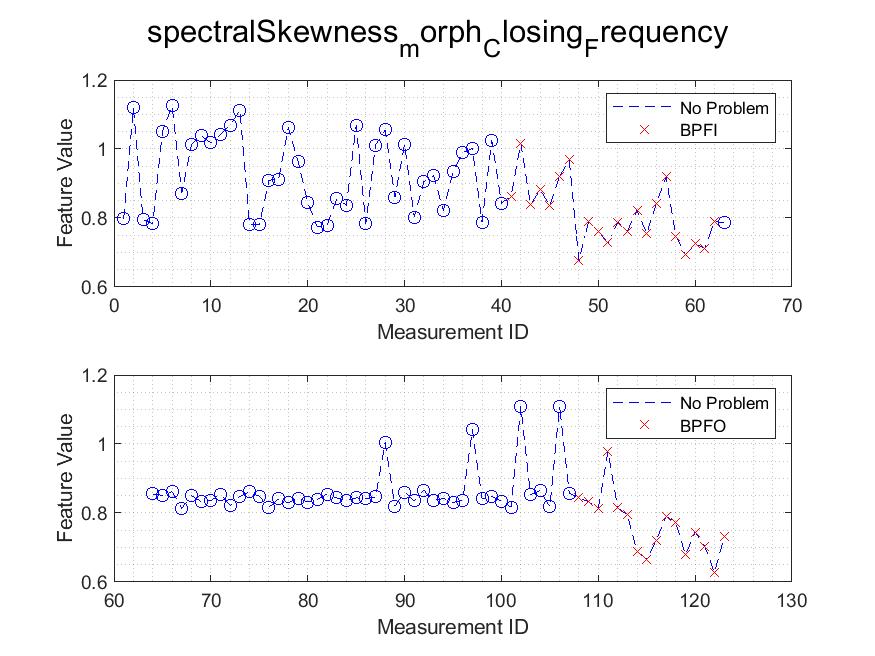 spectralSkewness_morph_Closing_Frequency
No Problem
BPFI
Feature Value
1.2
1
0.8
0.6
0 10 20 30 40 50 60 70
Measurement ID
No Problem
BPFO
Feature Value
1.2
1
0.8
0.6
60 70 80 90 100 110 120 130
Measurement ID